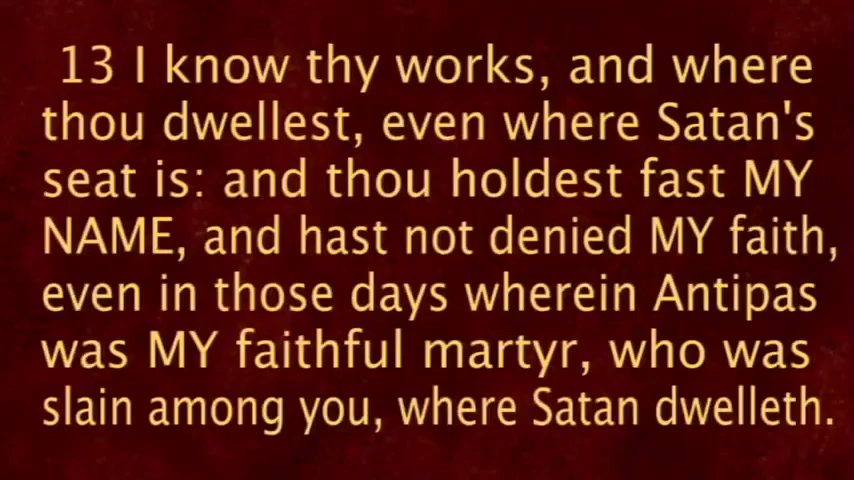 13 I know thy works, and where
thou dwellest, even where Satan's
seat is: and thou holdest fast MY
NAME, and hast not denied MY faith,
even in those days wherein Antipas
was MY faithful martyr, who was
slain among you, where Satan dwelleth.